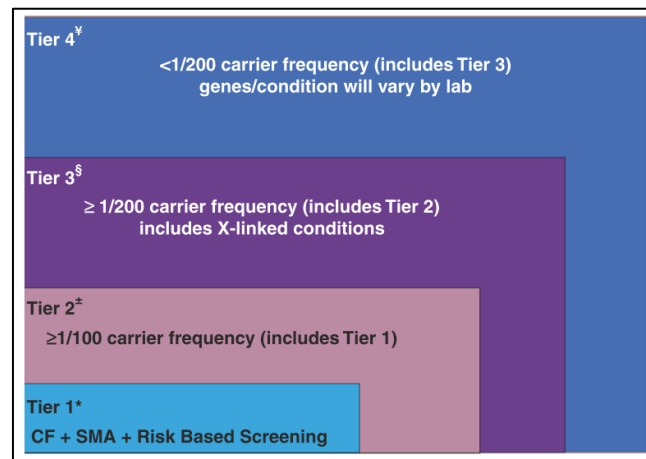 Tier 4¥
<1/200 carrier frequency (includes Tier 3)
genes/condition will vary by lab
Tier 3§
≥ 1/200 carrier frequency (includes Tier 2)
includes X-linked conditions
Tier 2±
≥1/100 carrier frequency (includes Tier 1)
Tier 1*
CF + SMA + Risk Based Screening